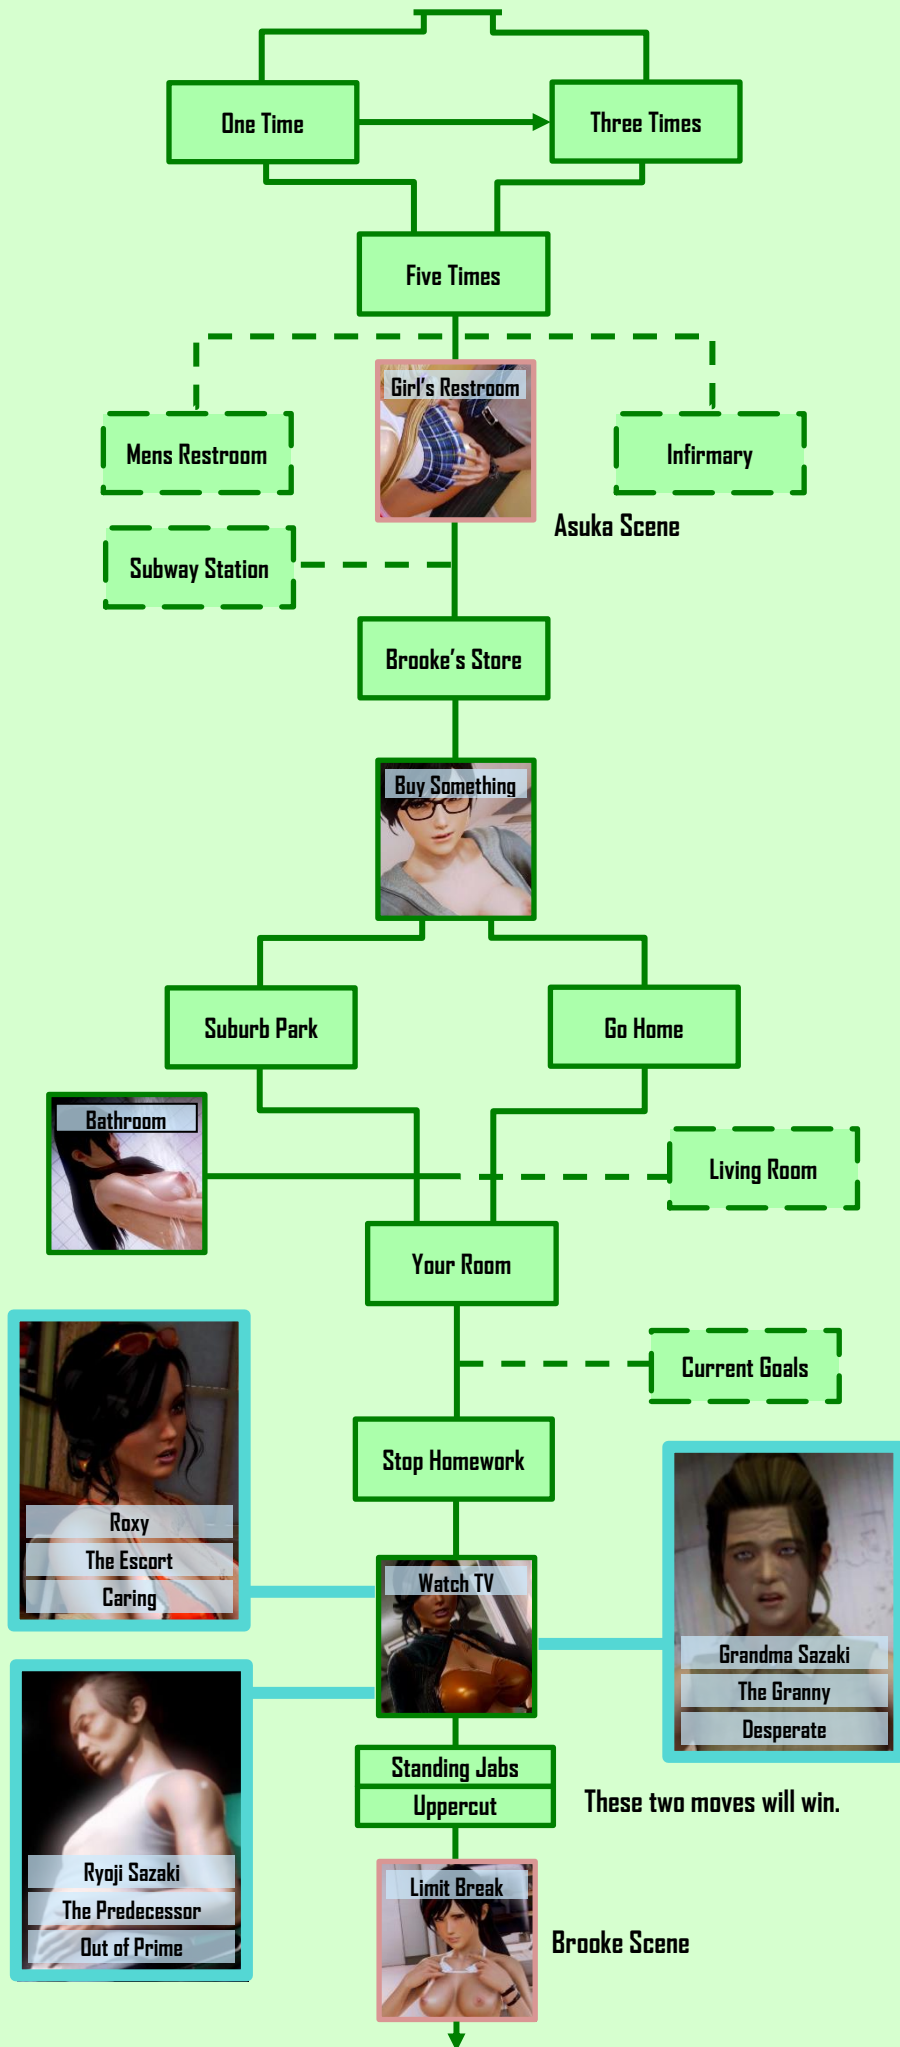 One Time
Three Times
Five Times
Girl's Restroom
Mens Restroom
Infirmary
Asuka Scene
Subway Station
Brooke's Store
Buy Something
Suburb Park
Go Home
Bathroom
Living Room
Your Room
Current Goals
Stop Homework
Roxy
The Escort
Caring
Watch TV
Grandma Sazaki
The Granny
Desperate
Standing Jabs
Uppercut
These two moves will win.
Ryoji Sazaki
The Predecessor
Out of Prime
Limit Break
Brooke Scene